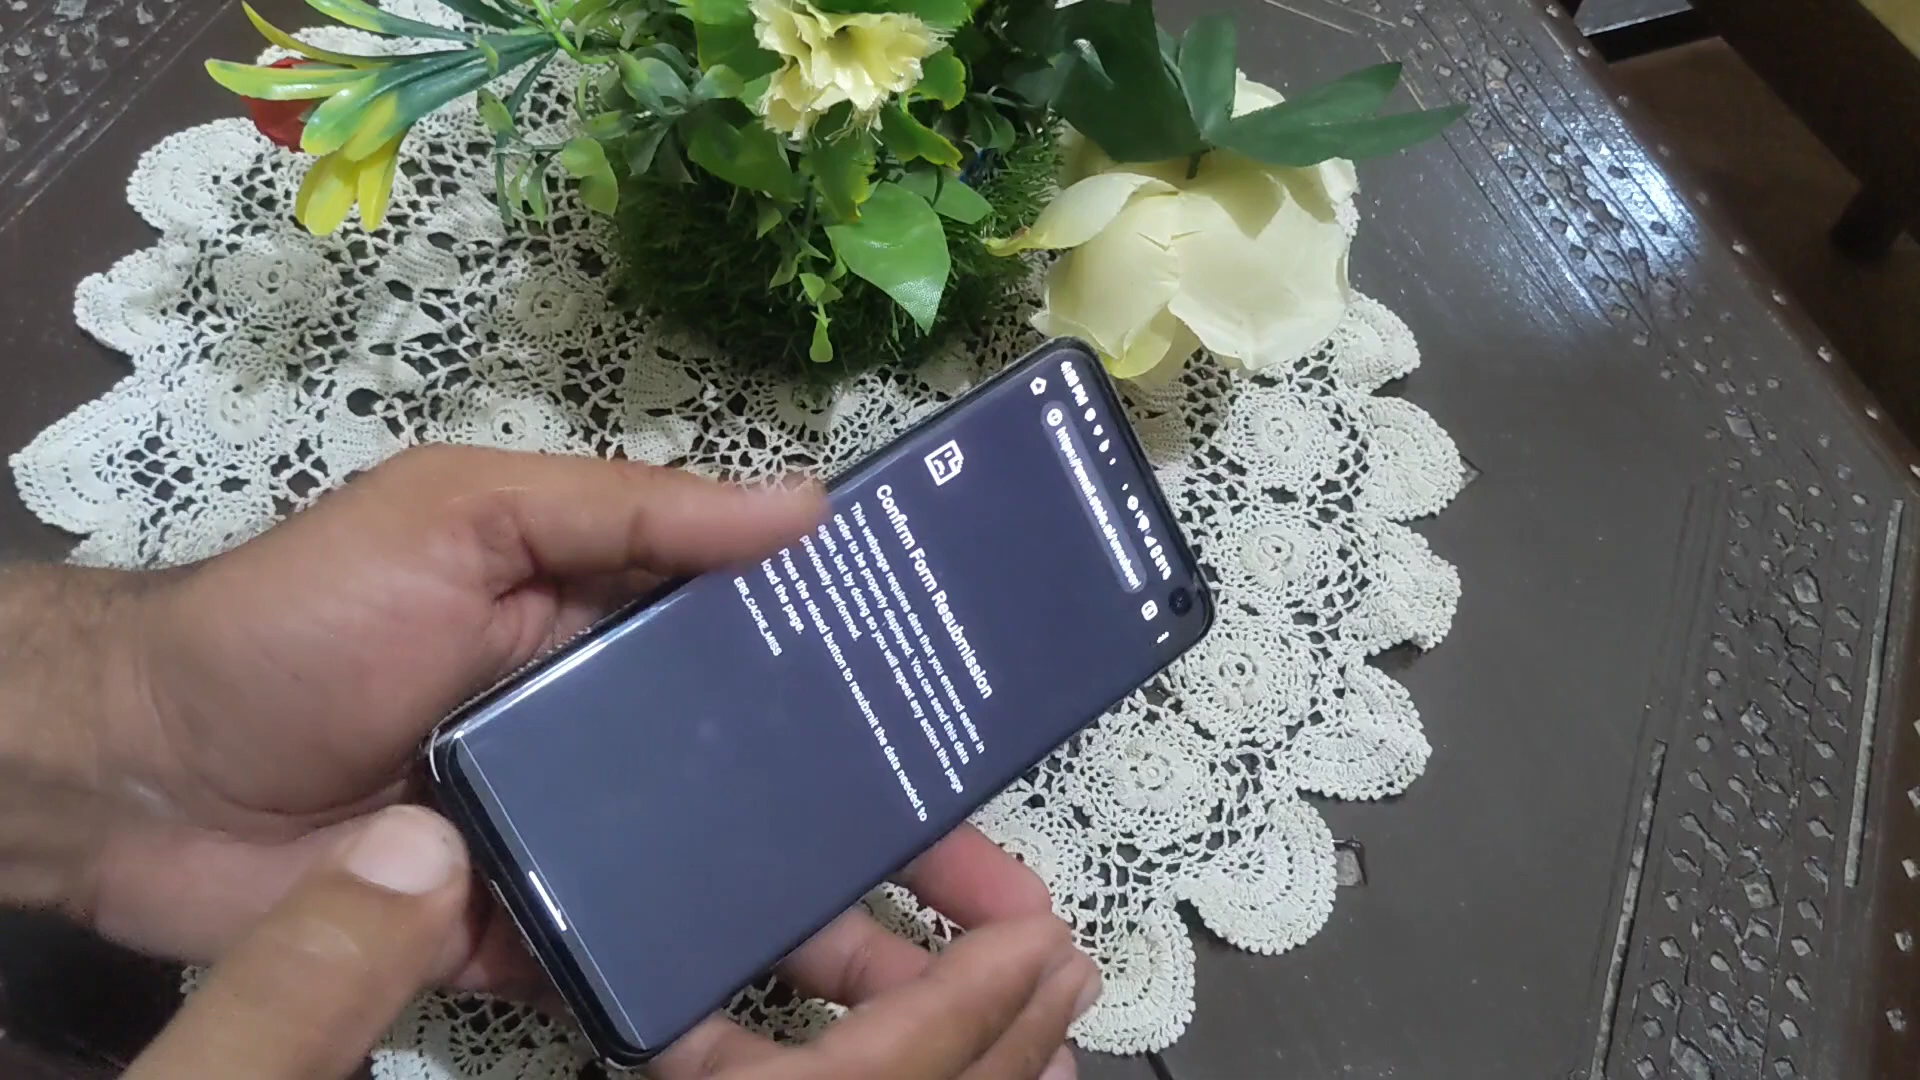 Confirm Form Resubmission
This webpage requires data that you entered earlier in
order to be properly displayed. You can send this data
again, but by doing so you will repeat any action this page
previously performed.
Press the reload button to resubmit the data needed to
load the page.
ERR_CACHE_MISS